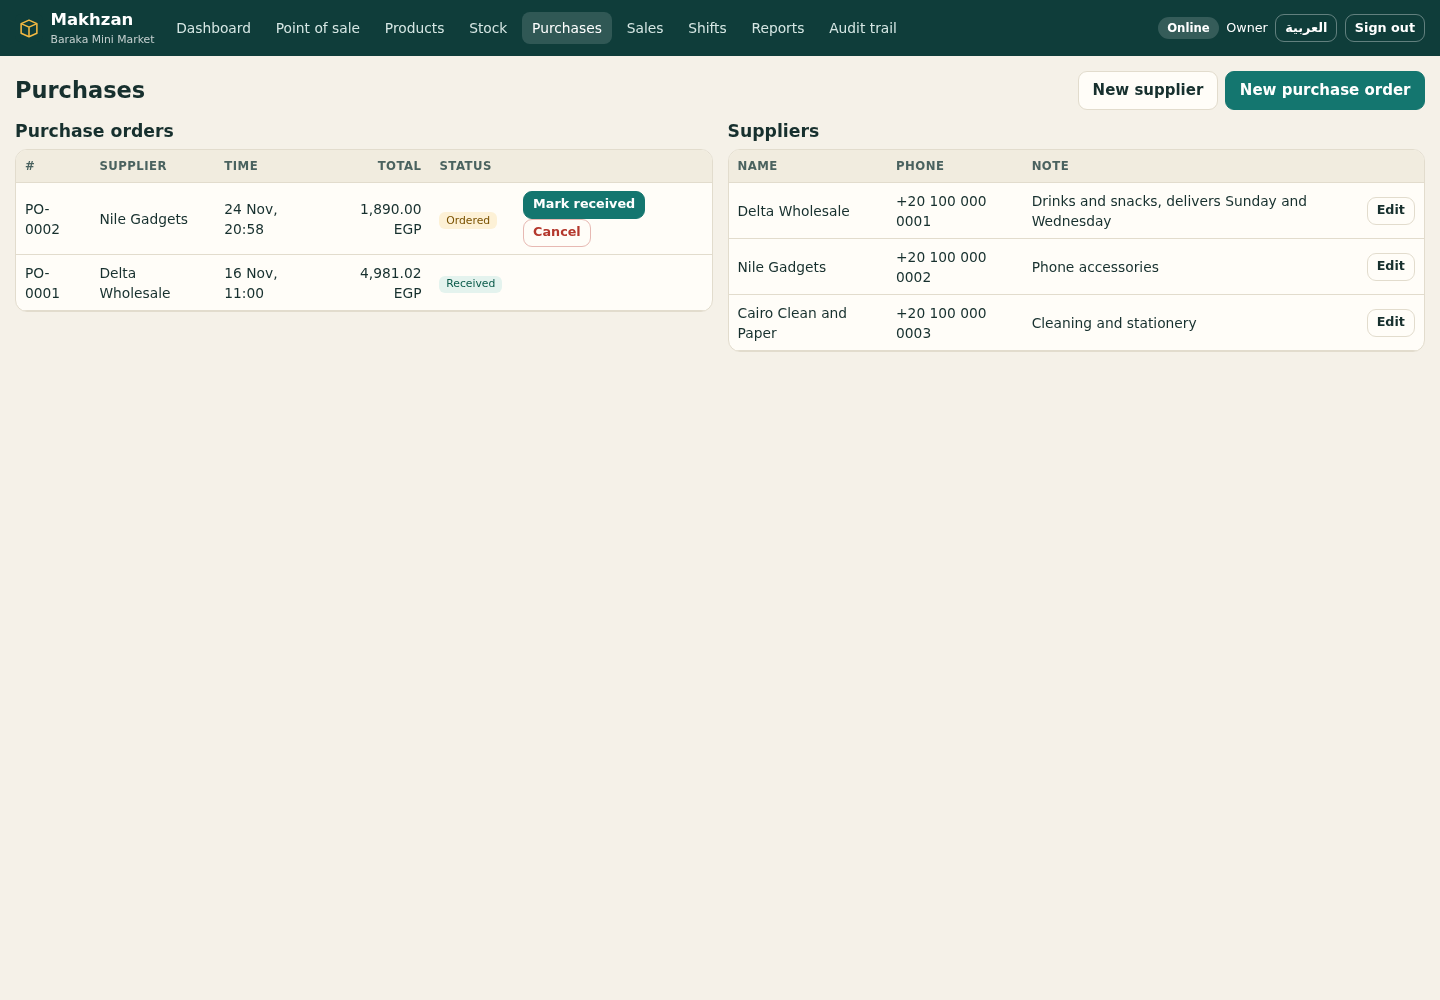 Makhzan
Baraka Mini Market
Dashboard Point of sale Products Stock Purchases Sales Shifts Reports Audit trail
Online Owner العربية Sign out
Purchases
New supplier New purchase order
Purchase orders
# SUPPLIER TIME TOTAL STATUS
PO-0002 Nile Gadgets 24 Nov, 20:58 1,890.00 EGP Ordered Mark received Cancel
PO-0001 Delta Wholesale 16 Nov, 11:00 4,981.02 EGP Received
Suppliers
NAME PHONE NOTE
Delta Wholesale +20 100 000 0001 Drinks and snacks, delivers Sunday and Wednesday Edit
Nile Gadgets +20 100 000 0002 Phone accessories Edit
Cairo Clean and Paper +20 100 000 0003 Cleaning and stationery Edit